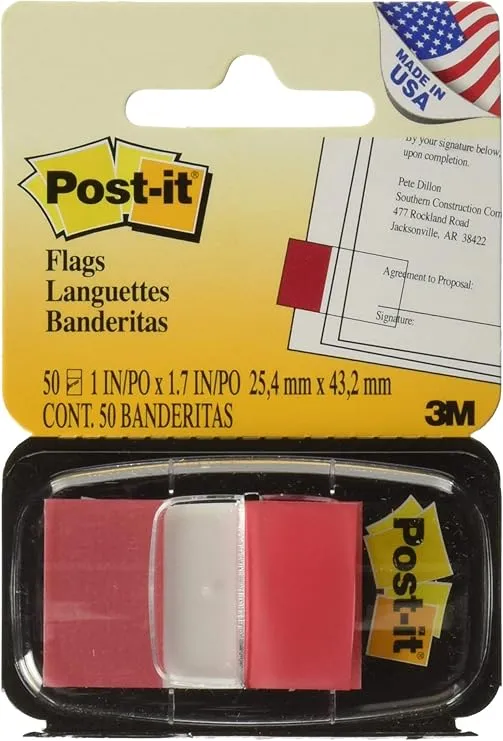 MADE IN
USA
By your signature below,
upon completion.
Post-it®
Pete Dillon
Southern Construction Com
477 Rockland Road
Jacksonville, AR 38422
Flags
Languettes
Banderitas
Agreement to Proposal:
Signature:
50 1 IN/PO x 1.7 IN/PO 25,4 mm x 43,2 mm
CONT. 50 BANDERITAS
3M
Post-it®